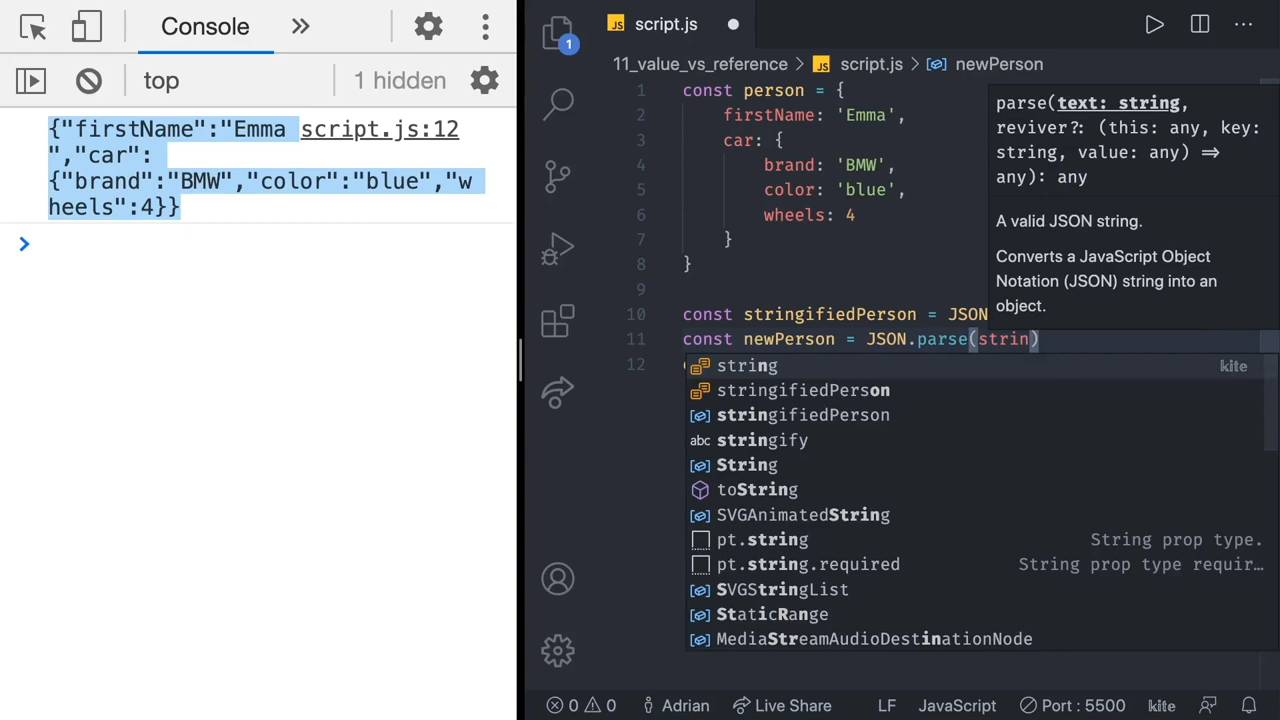 Console
top
1 hidden
{"firstName":"Emma script.js:12
","car":
{"brand":"BMW","color":"blue","w
heels":4}}
1
JS script.js
11_value_vs_reference > JS script.js > newPerson
1 const person = {
2 firstName: 'Emma',
3 car: {
4 brand: 'BMW',
5 color: 'blue',
6 wheels: 4
7 }
8 }
9
10 const stringifiedPerson = JSON
11 const newPerson = JSON.parse(strin)
12
parse(text: string,
reviver?: (this: any, key:
string, value: any) ⇒
any): any
A valid JSON string.
Converts a JavaScript Object
Notation (JSON) string into an
object.
string kite
stringifiedPerson
stringifiedPerson
abc stringify
String
toString
SVGAnimatedString
pt.string String prop type.
pt.string.required String prop type requir…
SVGStringList
StaticRange
MediaStreamAudioDestinationNode
0 0 Adrian Live Share LF JavaScript Port : 5500 kite